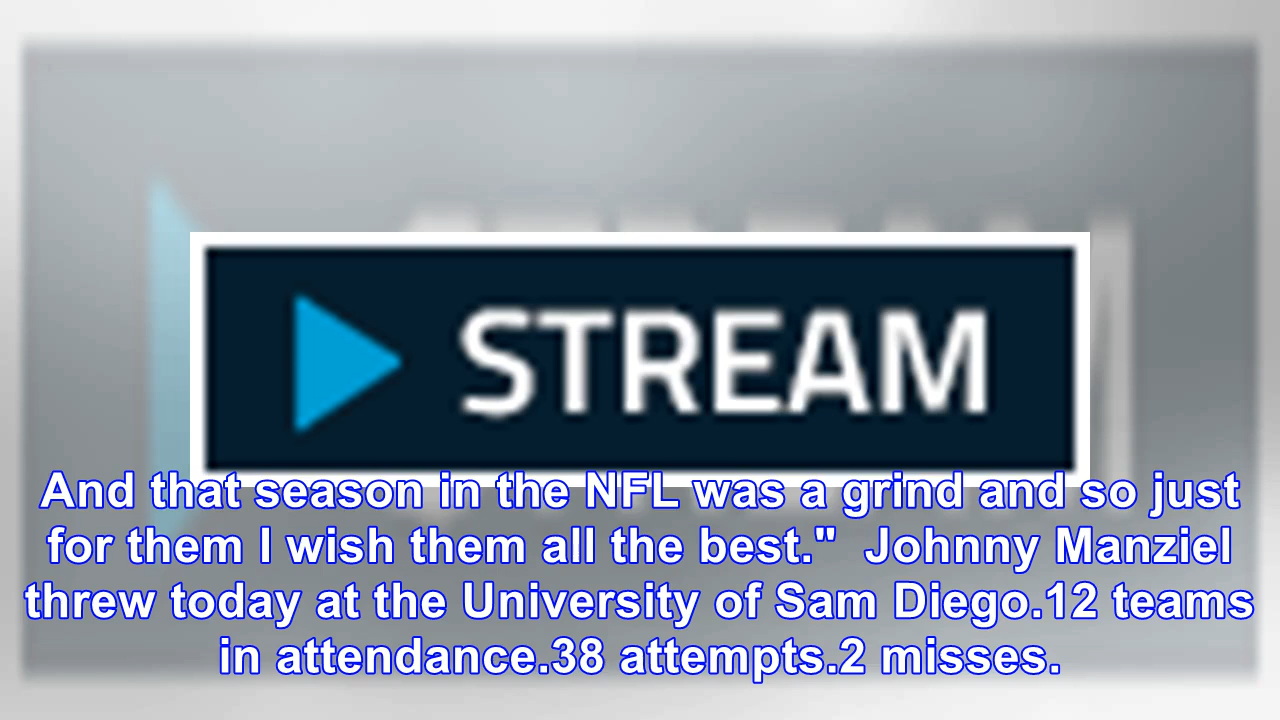 STREAM
And that season in the NFL was a grind and so just
for them I wish them all the best."  Johnny Manziel
threw today at the University of Sam Diego.12 teams
in attendance.38 attempts.2 misses.